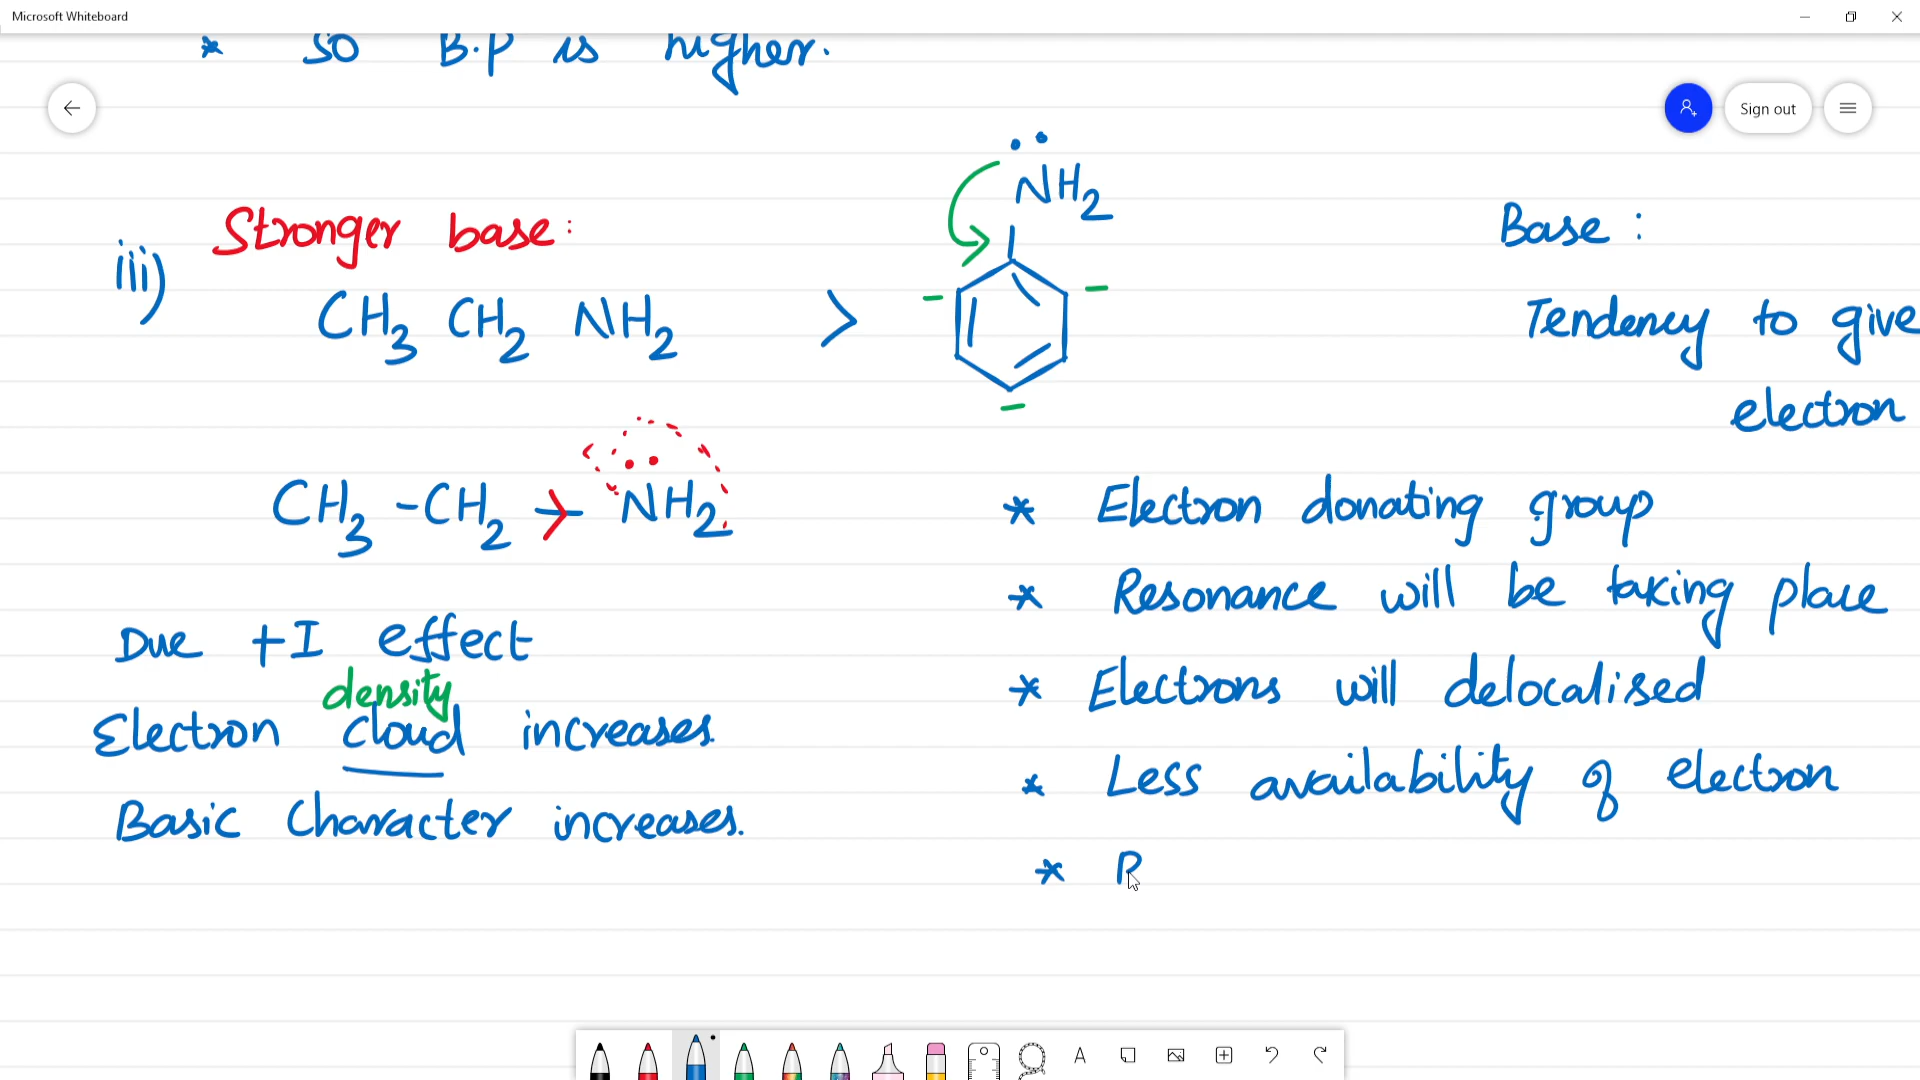 Microsoft Whiteboard
* So B.P is higher.
Sign out
NH2
iii) Stronger base:
CH3 CH2 NH2 >
Base :
Tendency to give
electron
CH3 - CH2 NH2
* Electron donating group
* Resonance will be taking place
* Electrons will delocalised
* Less availability of electron
Due +I effect
density
Electron cloud increases.
Basic Character increases.